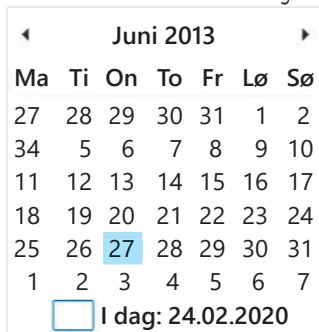 Juni 2013
Ma Ti On To Fr Lø Sø
27 28 29 30 31 1 2
34 5 6 7 8 9 10
11 12 13 14 15 16 17
18 19 20 21 22 23 24
25 26 27 28 29 30 31
1 2 3 4 5 6 7
I dag: 24.02.2020